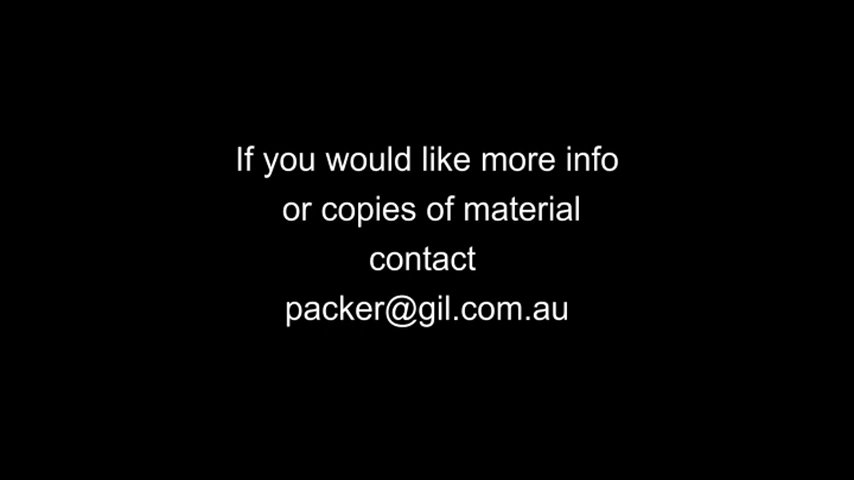 If you would like more info
or copies of material
contact
packer@gil.com.au